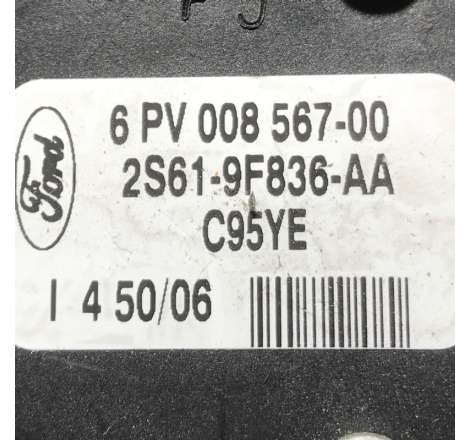 6 PV 008 567-00
Ford
2S61-9F836-AA
C95YE
I 4 50/06